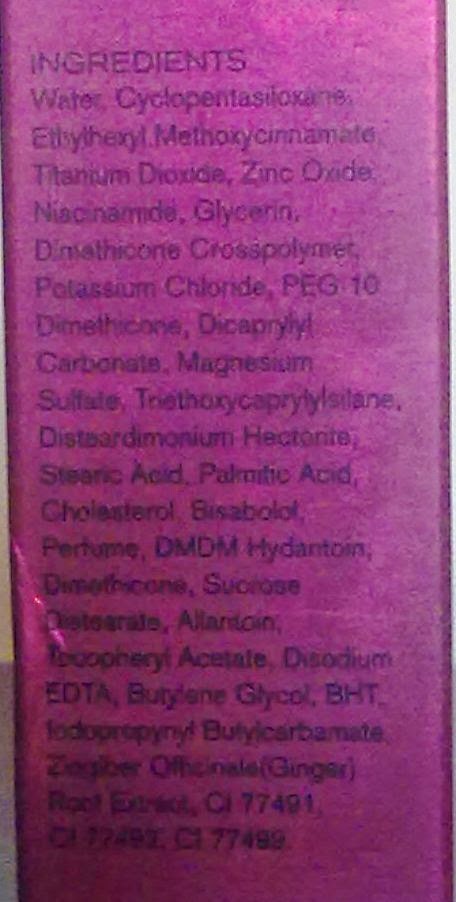 INGREDIENTS
Water, Cyclopentasiloxane,
Ethylhexyl Methoxycinnamate,
Titanium Dioxide, Zinc Oxide,
Niacinamide, Glycerin,
Dimethicone Crosspolymer,
Potassium Chloride, PEG 10
Dimethicone, Dicaprylyl
Carbonate, Magnesium
Sulfate, Triethoxycaprylylsilane,
Disteardimonium Hectorite,
Stearic Acid, Palmitic Acid,
Cholesterol, Bisabolol,
Perfume, DMDM Hydantoin,
Dimethicone, Sucrose
Distearate, Allantoin,
Tocopheryl Acetate, Disodium
EDTA, Butylene Glycol, BHT,
Iodopropynyl Butylcarbamate,
Zingiber Officinale(Ginger)
Root Extract, CI 77491,
CI 77492, CI 77499.